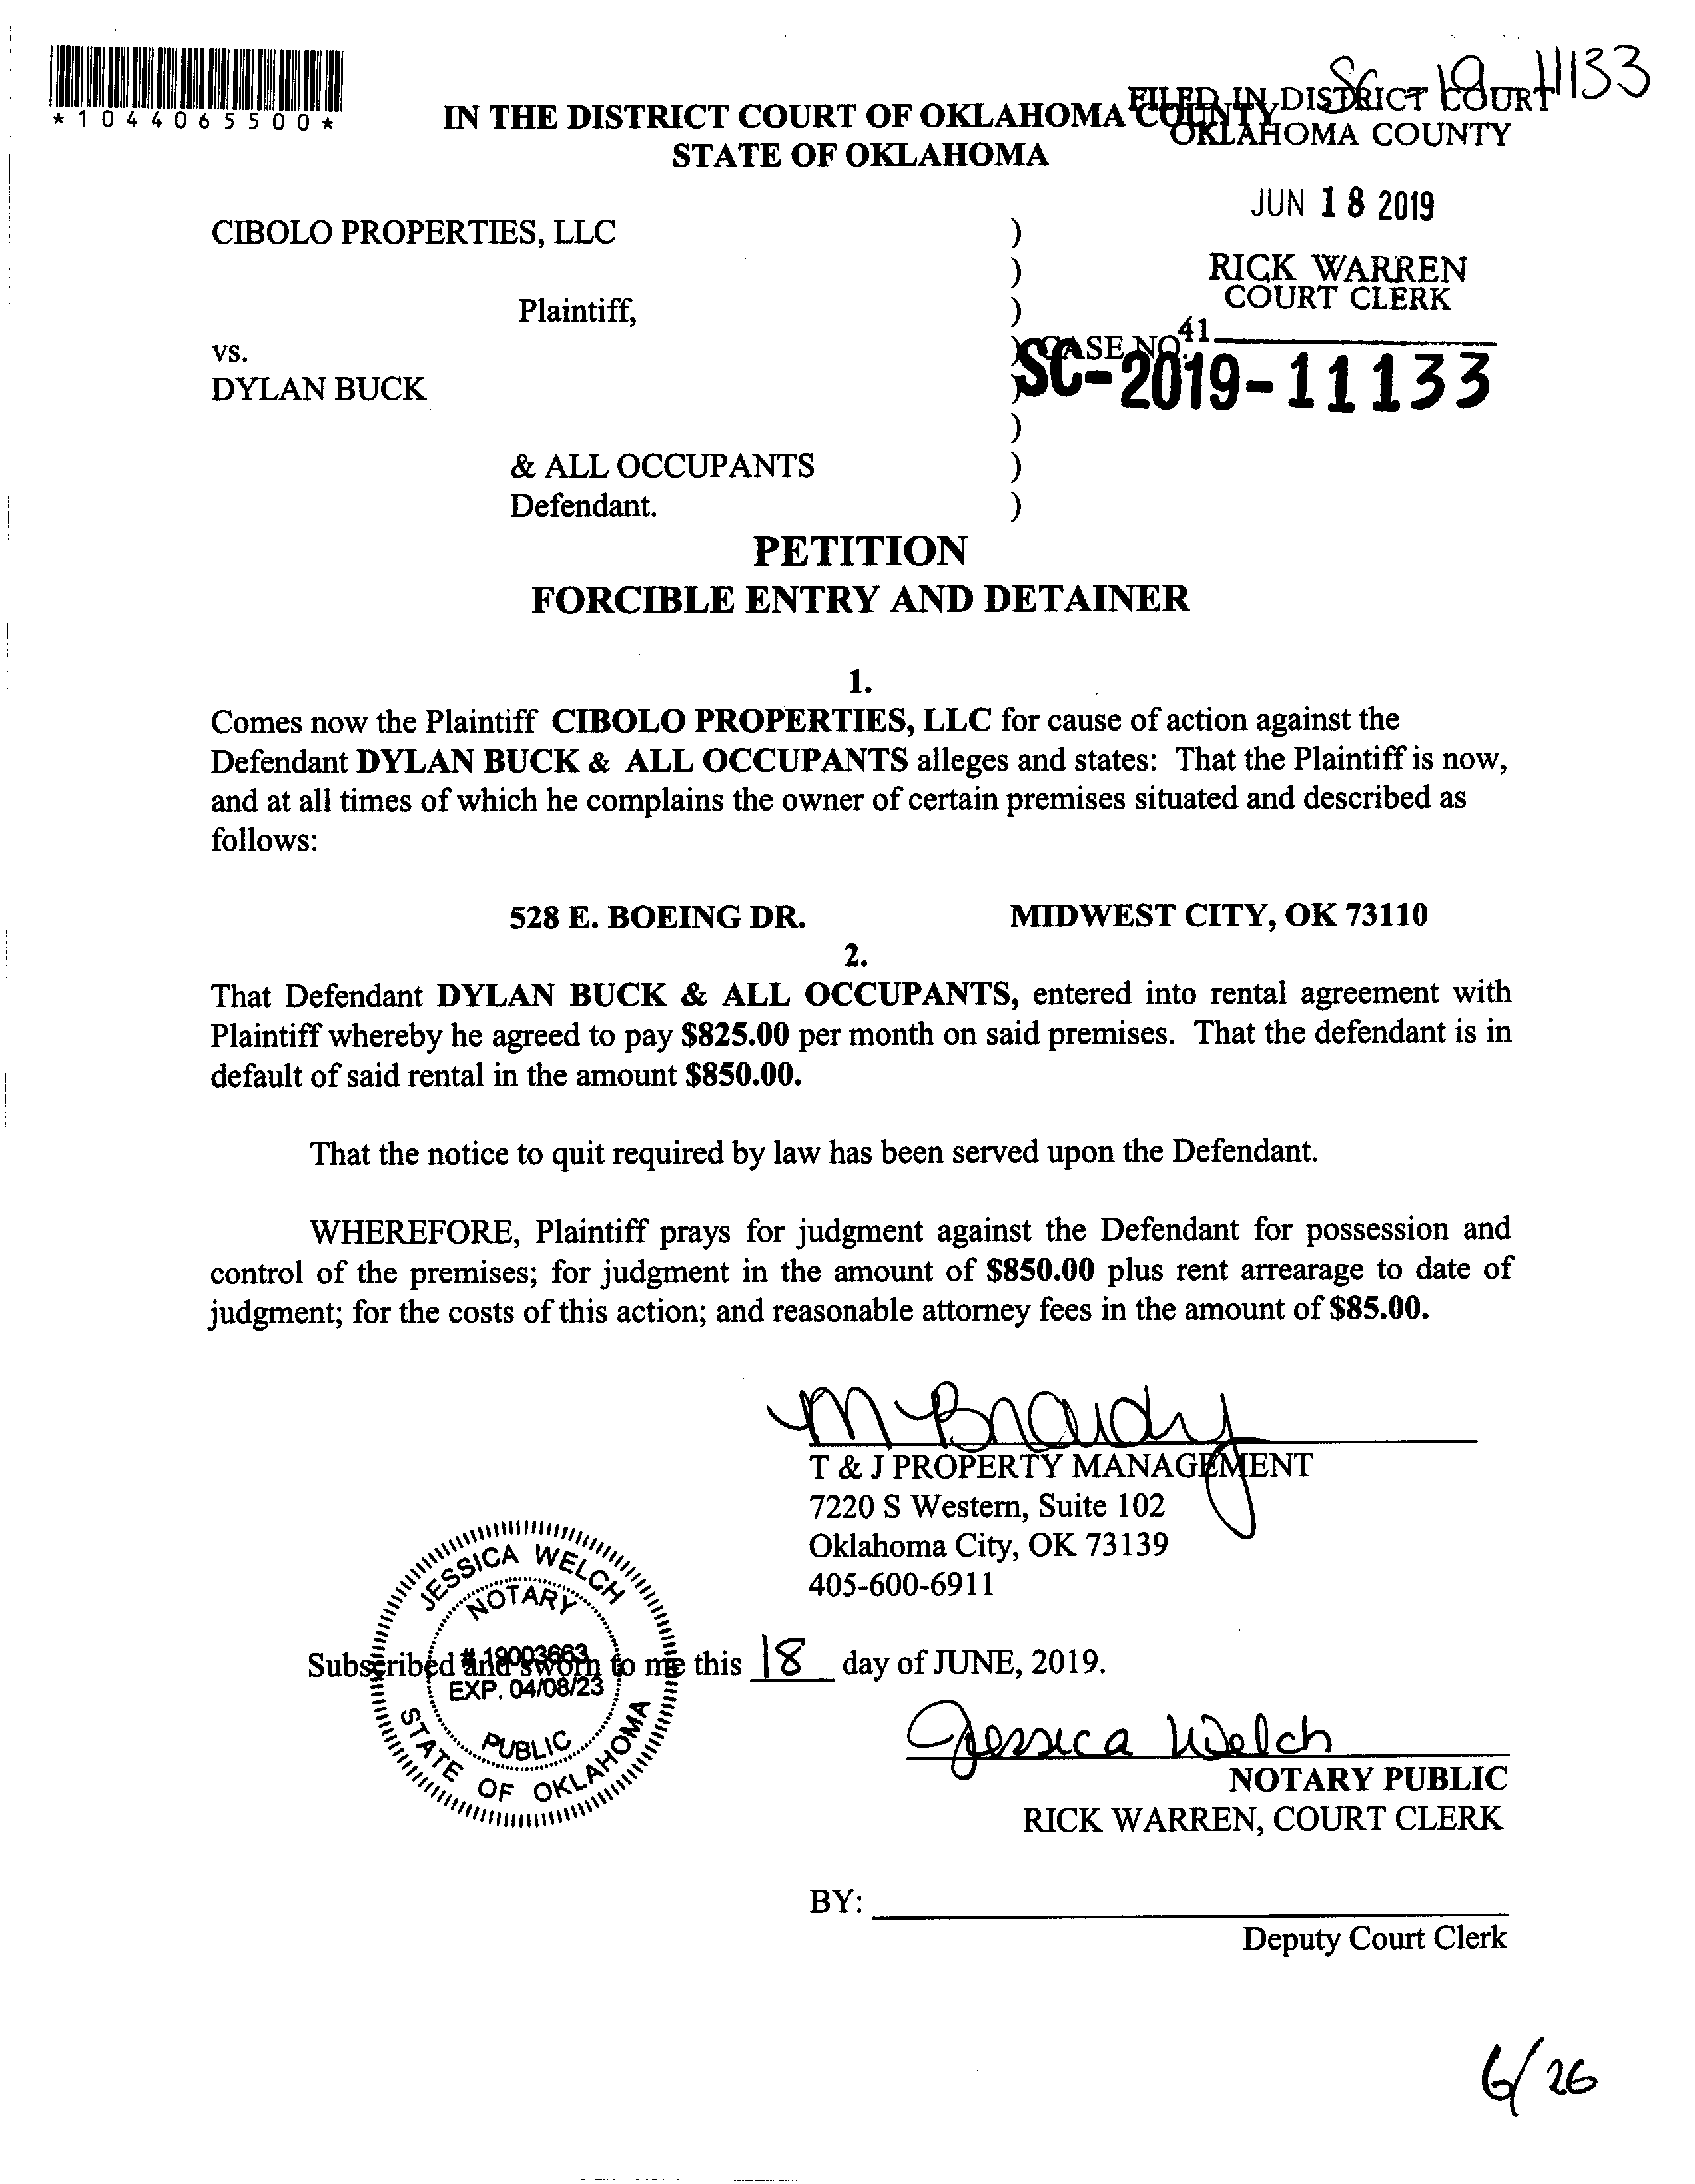 SC-19-11133
*1044065500*
IN THE DISTRICT COURT OF OKLAHOMA COUNTY
STATE OF OKLAHOMA
FILED IN DISTRICT COURT
OKLAHOMA COUNTY
JUN 18 2019
RICK WARREN
COURT CLERK
41
CIBOLO PROPERTIES, LLC )
)
Plaintiff, )
vs. ) CASE NO.
SC-2019-11133
DYLAN BUCK )
)
& ALL OCCUPANTS )
Defendant. )
PETITION
FORCIBLE ENTRY AND DETAINER
1.
Comes now the Plaintiff CIBOLO PROPERTIES, LLC for cause of action against the
Defendant DYLAN BUCK & ALL OCCUPANTS alleges and states: That the Plaintiff is now,
and at all times of which he complains the owner of certain premises situated and described as
follows:
528 E. BOEING DR. MIDWEST CITY, OK 73110
2.
That Defendant DYLAN BUCK & ALL OCCUPANTS, entered into rental agreement with
Plaintiff whereby he agreed to pay $825.00 per month on said premises. That the defendant is in
default of said rental in the amount $850.00.
That the notice to quit required by law has been served upon the Defendant.
WHEREFORE, Plaintiff prays for judgment against the Defendant for possession and
control of the premises; for judgment in the amount of $850.00 plus rent arrearage to date of
judgment; for the costs of this action; and reasonable attorney fees in the amount of $85.00.
M Brandy
T & J PROPERTY MANAGEMENT
7220 S Western, Suite 102
Oklahoma City, OK 73139
405-600-6911
JESSICA WELCH
NOTARY
# 19003663
EXP. 04/08/23
PUBLIC
STATE OF OKLAHOMA
Subscribed and sworn to me this 18 day of JUNE, 2019.
Jessica Welch
NOTARY PUBLIC
RICK WARREN, COURT CLERK
BY:
Deputy Court Clerk
6/26